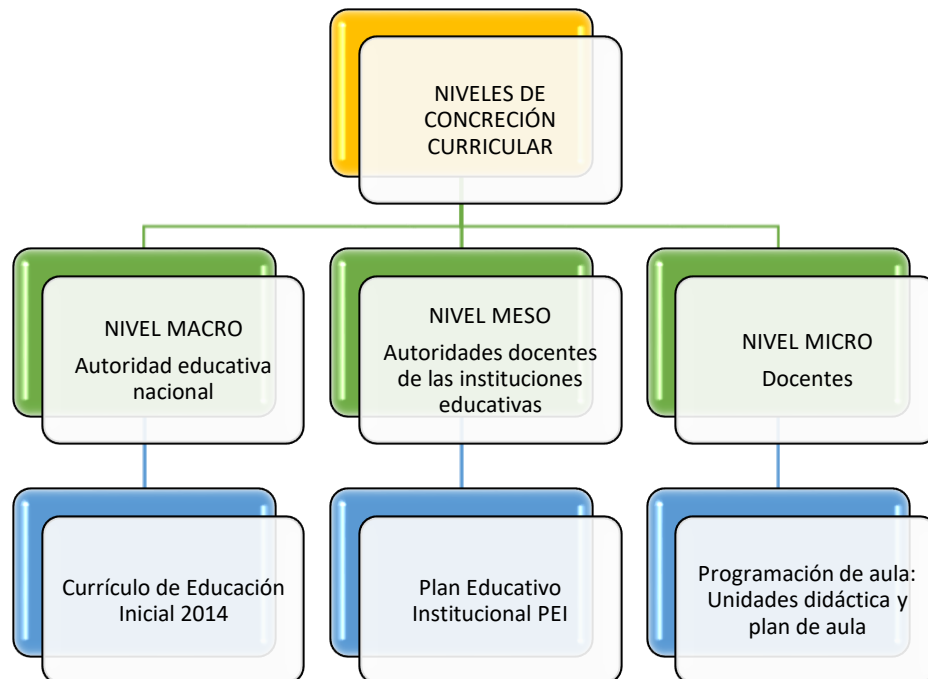 NIVELES DE
CONCRECIÓN
CURRICULAR
NIVEL MACRO
Autoridad educativa
nacional
NIVEL MESO
Autoridades docentes
de las instituciones
educativas
NIVEL MICRO
Docentes
Currículo de Educación
Inicial 2014
Plan Educativo
Institucional PEI
Programación de aula:
Unidades didáctica y
plan de aula